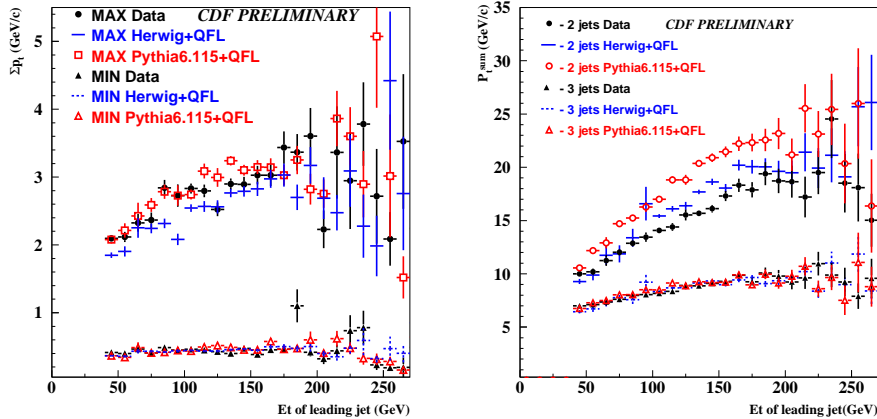 CDF PRELIMINARY
MAX Data
MAX Herwig+QFL
MAX Pythia6.115+QFL
MIN Data
MIN Herwig+QFL
MIN Pythia6.115+QFL
Σpt (GeV/c)
5
4
3
2
1
0
0 50 100 150 200 250
Et of leading jet (GeV)
CDF PRELIMINARY
- 2 jets Data
- 2 jets Herwig+QFL
- 2 jets Pythia6.115+QFL
- 3 jets Data
- 3 jets Herwig+QFL
- 3 jets Pythia6.115+QFL
Pt sum (GeV/c)
35
30
25
20
15
10
5
0 50 100 150 200 250
Et of leading jet(GeV)